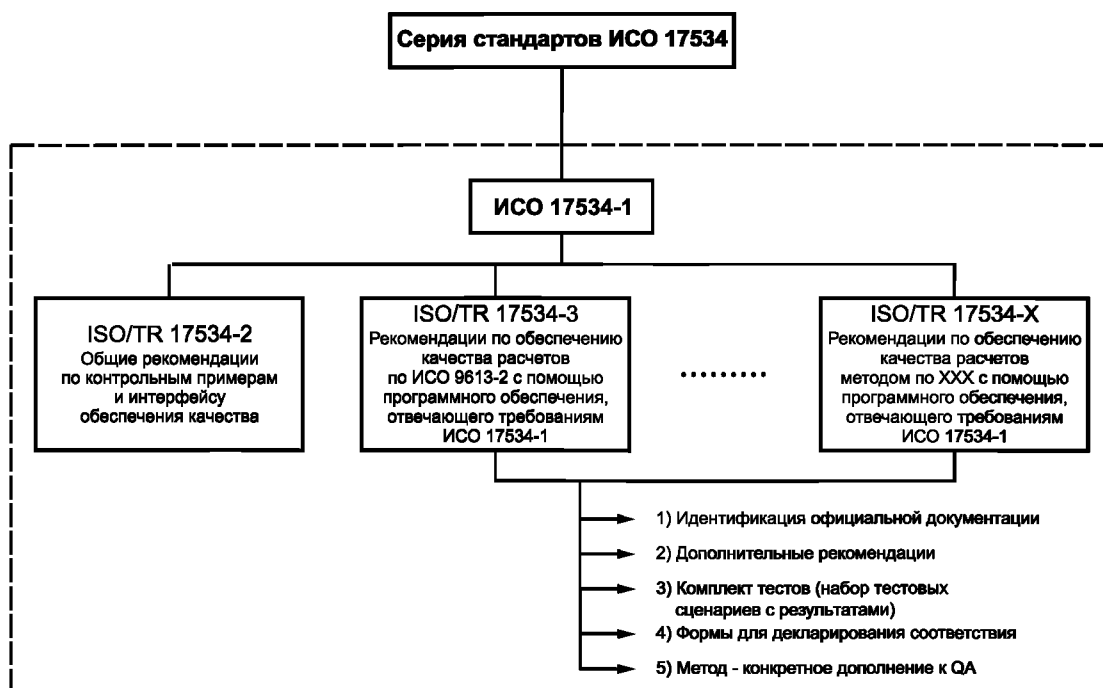 Серия стандартов ИСО 17534
ИСО 17534-1
ISO/TR 17534-2
Общие рекомендации
по контрольным примерам
и интерфейсу
обеспечения качества
ISO/TR 17534-3
Рекомендации по обеспечению
качества расчетов
по ИСО 9613-2 с помощью
программного обеспечения,
отвечающего требованиям
ИСО 17534-1
.........
ISO/TR 17534-X
Рекомендации по обеспечению
качества расчетов
методом по XXX с помощью
программного обеспечения,
отвечающего требованиям
ИСО 17534-1
1) Идентификация официальной документации
2) Дополнительные рекомендации
3) Комплект тестов (набор тестовых
сценариев с результатами)
4) Формы для декларирования соответствия
5) Метод - конкретное дополнение к QA